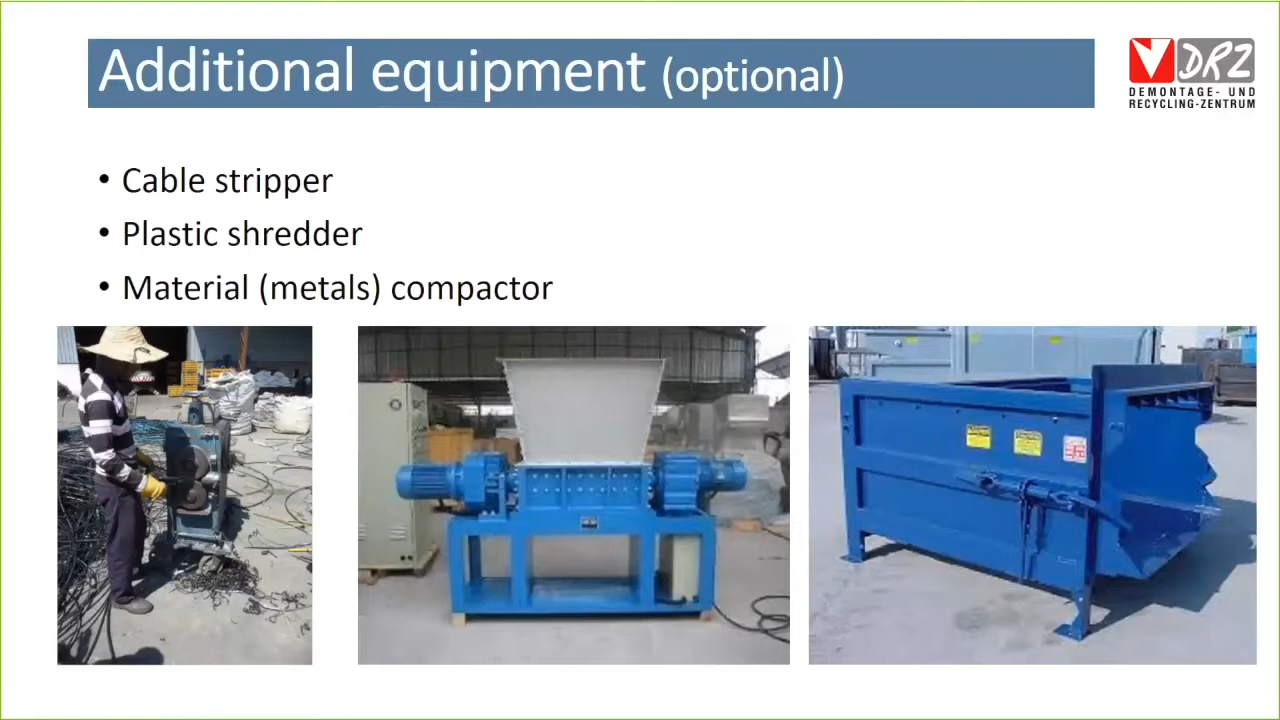 Additional equipment (optional)
DRZ
DEMONTAGE- UND
RECYCLING-ZENTRUM
• Cable stripper
• Plastic shredder
• Material (metals) compactor